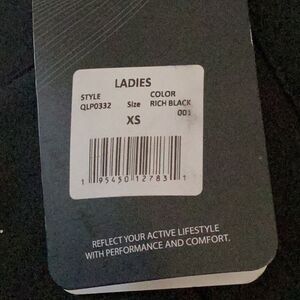 LADIES
STYLE COLOR
QLP0332 Size RICH BLACK
XS 001
1 95450 12783 1
REFLECT YOUR ACTIVE LIFESTYLE
WITH PERFORMANCE AND COMFORT.